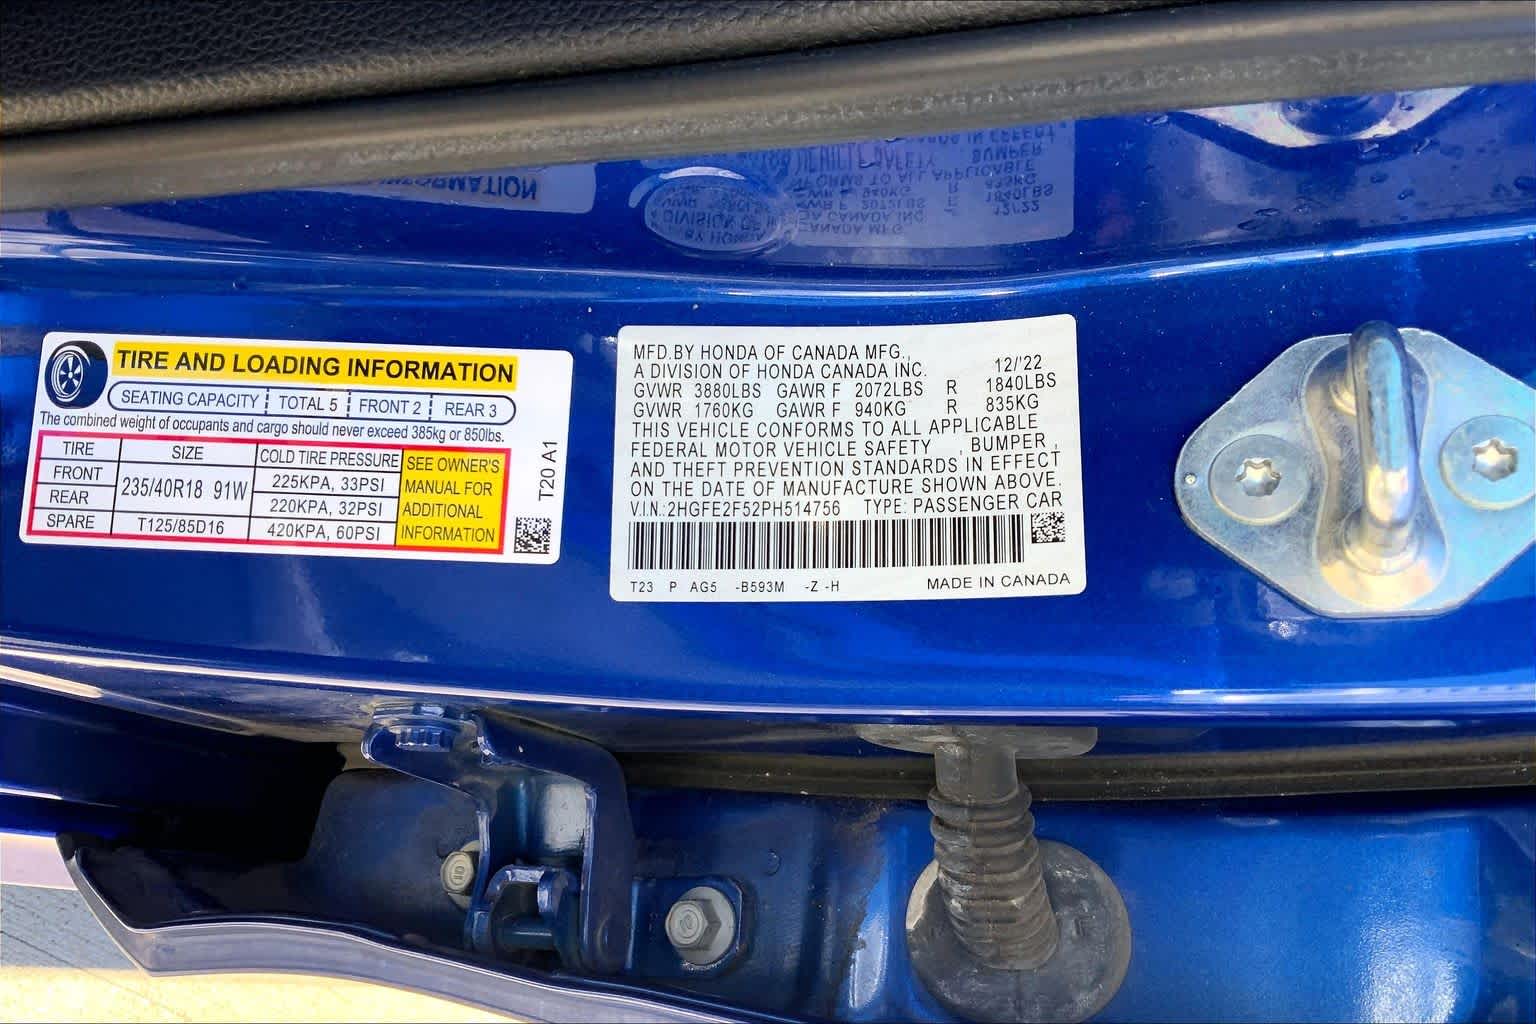 TIRE AND LOADING INFORMATION
SEATING CAPACITY TOTAL 5 FRONT 2 REAR 3
The combined weight of occupants and cargo should never exceed 385kg or 850lbs.
TIRE SIZE COLD TIRE PRESSURE SEE OWNER'S
FRONT 235/40R18 91W 225KPA, 33PSI MANUAL FOR
REAR 220KPA, 32PSI ADDITIONAL
SPARE T125/85D16 420KPA, 60PSI INFORMATION
T20 A1
MFD.BY HONDA OF CANADA MFG.,
A DIVISION OF HONDA CANADA INC. 12/'22
GVWR 3880LBS GAWR F 2072LBS R 1840LBS
GVWR 1760KG GAWR F 940KG R 835KG
THIS VEHICLE CONFORMS TO ALL APPLICABLE
FEDERAL MOTOR VEHICLE SAFETY , BUMPER ,
AND THEFT PREVENTION STANDARDS IN EFFECT
ON THE DATE OF MANUFACTURE SHOWN ABOVE.
V.I.N.:2HGFE2F52PH514756 TYPE: PASSENGER CAR
T23 P AG5 -B593M -Z -H MADE IN CANADA